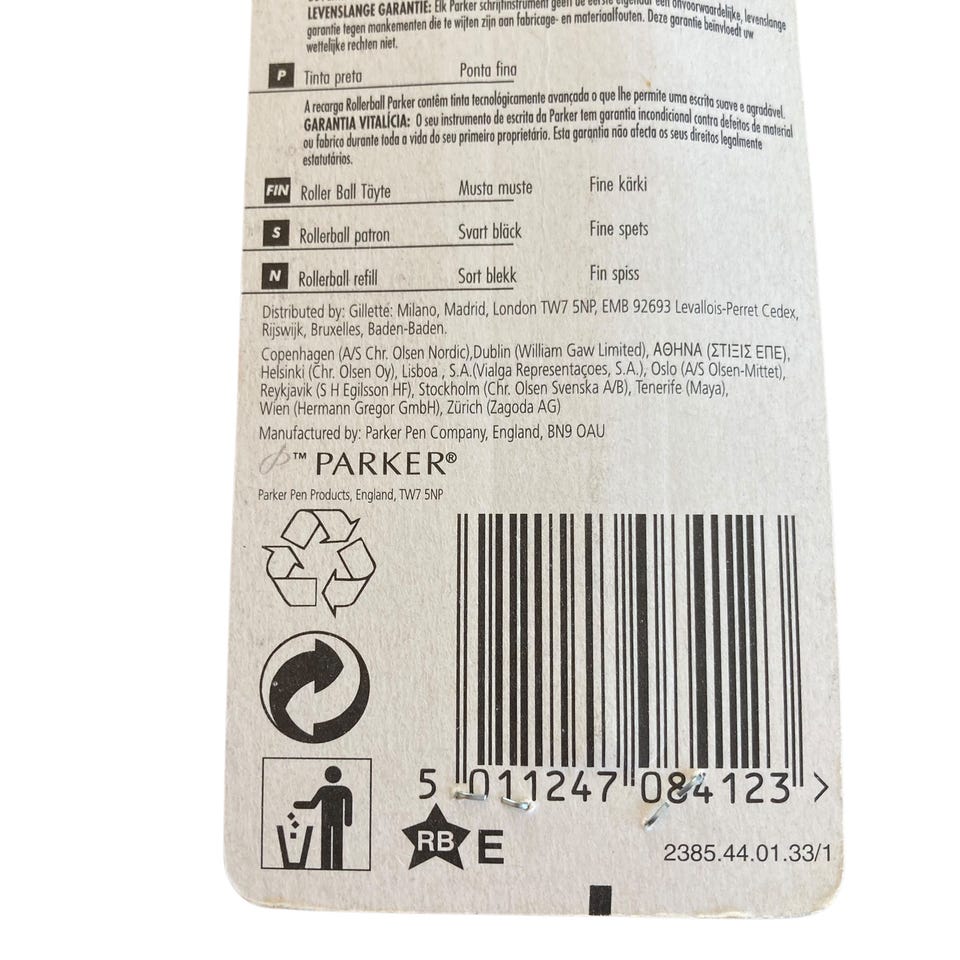 LEVENSLANGE GARANTIE: Elk Parker schrijfinstrument geeft de eerste eigenaar een onvoorwaardelijke, levenslange
garantie tegen mankementen die te wijten zijn aan fabricage- en materiaalfouten. Deze garantie beinvloedt uw
wettelijke rechten niet.
P Tinta preta Ponta fina
A recarga Rollerball Parker contêm tinta tecnológicamente avançada o que lhe permite uma escrita suave e agradável.
GARANTIA VITALÍCIA: O seu instrumento de escrita da Parker tem garantia incondicional contra defeitos de material
ou fabrico durante toda a vida do seu primeiro proprietário. Esta garantia não afecta os seus direitos legalmente
estatutários.
FIN Roller Ball Täyte Musta muste Fine kärki
S Rollerball patron Svart bläck Fine spets
N Rollerball refill Sort blekk Fin spiss
Distributed by: Gillette: Milano, Madrid, London TW7 5NP, EMB 92693 Levallois-Perret Cedex,
Rijswijk, Bruxelles, Baden-Baden.
Copenhagen (A/S Chr. Olsen Nordic),Dublin (William Gaw Limited), ΑΘΗΝΑ (ΣΤΙΞΙΣ ΕΠΕ),
Helsinki (Chr. Olsen Oy), Lisboa , S.A.(Vialga Representaçoes, S.A.), Oslo (A/S Olsen-Mittet),
Reykjavik (S H Egilsson HF), Stockholm (Chr. Olsen Svenska A/B), Tenerife (Maya),
Wien (Hermann Gregor GmbH), Zürich (Zagoda AG)
Manufactured by: Parker Pen Company, England, BN9 OAU
™ PARKER®
Parker Pen Products, England, TW7 5NP
5 011247 084123 >
RB E
2385.44.01.33/1